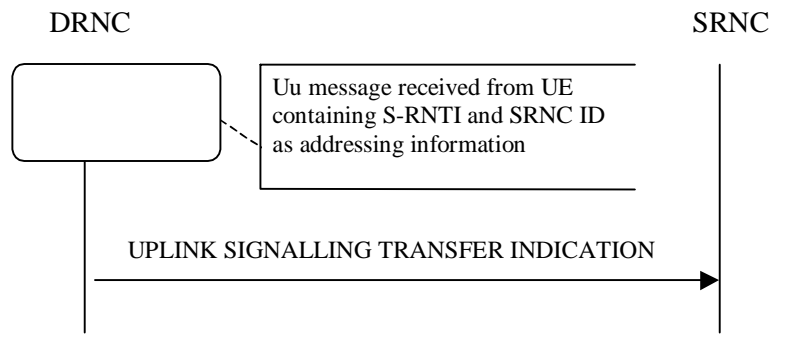 DRNC
SRNC
Uu message received from UE
containing S-RNTI and SRNC ID
as addressing information
UPLINK SIGNALLING TRANSFER INDICATION